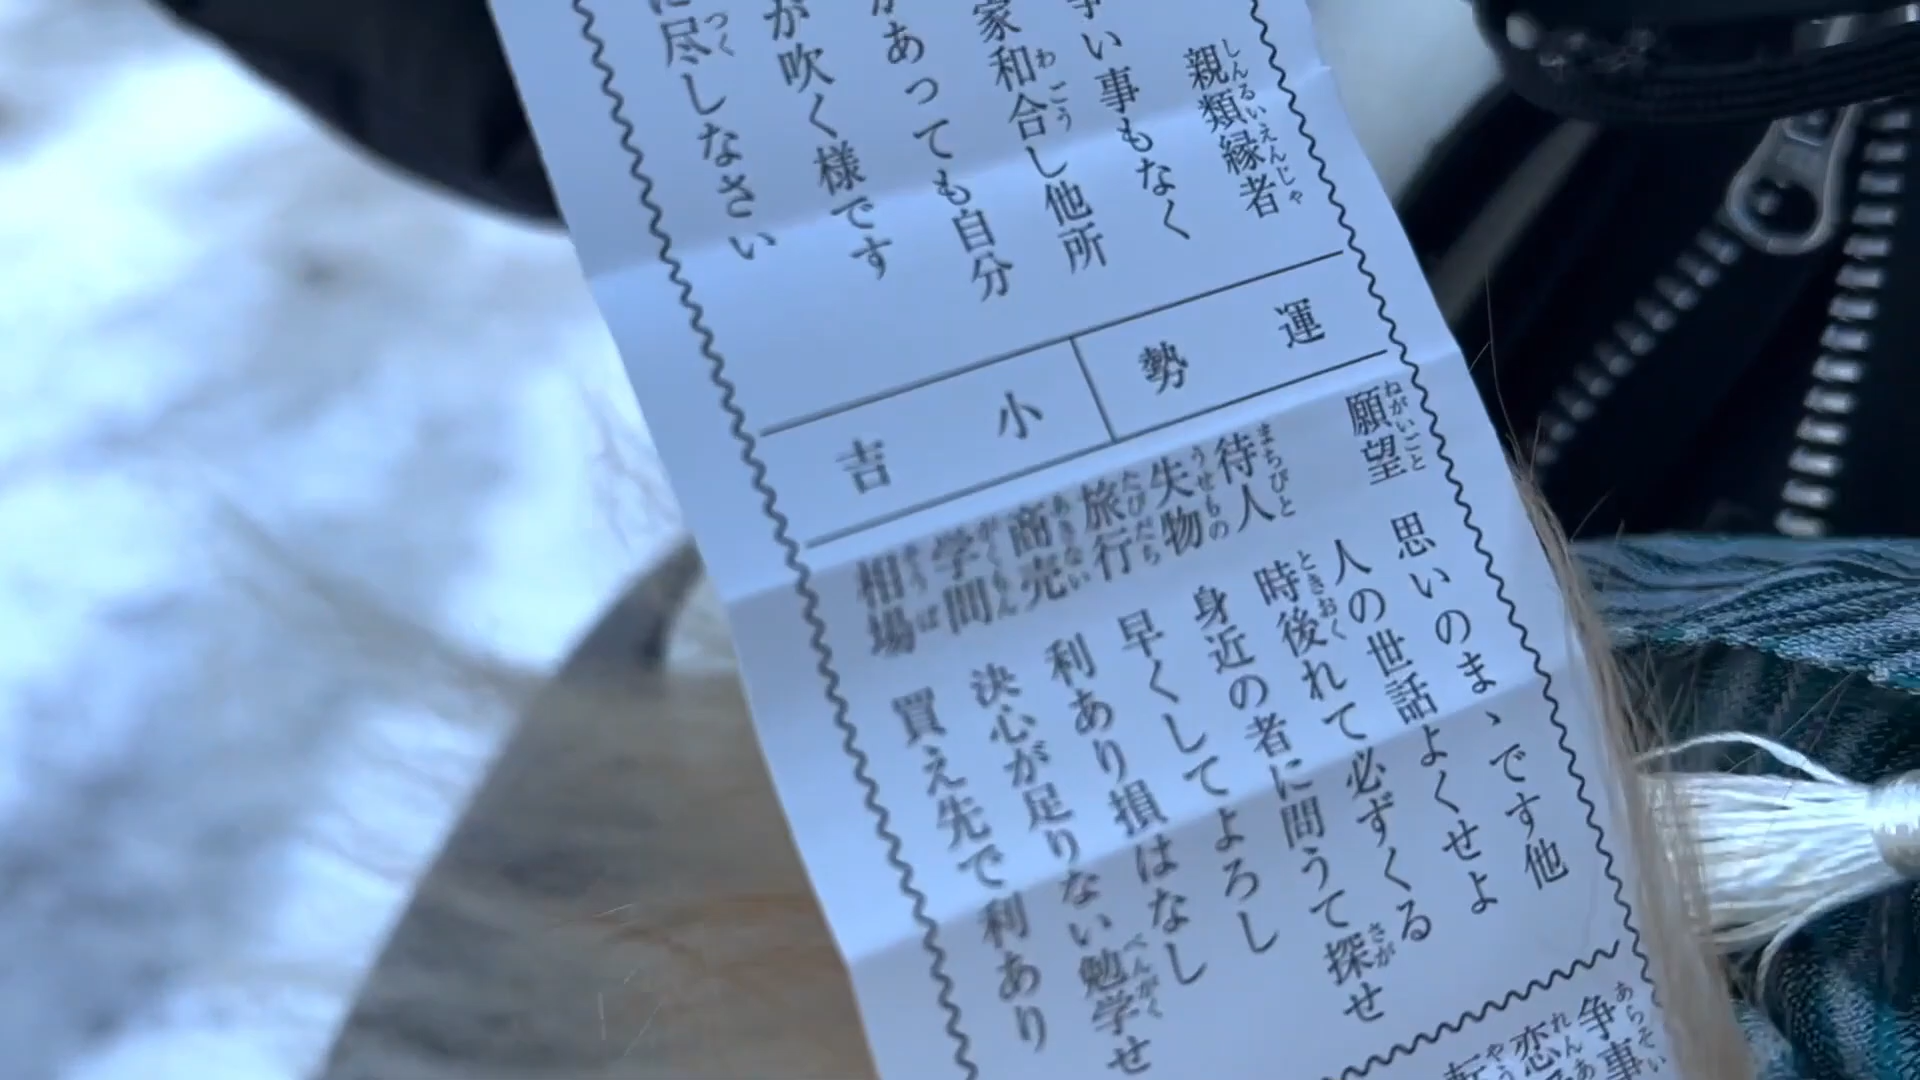 親類縁者
い事もなく
家和合し他所
があっても自分
が吹く様です
に尽しなさい
運勢 小吉
願望 思いのまゝです他
人の世話よくせよ
待人 時後れて必ずくる
失物 身近の者に問うて探せ
旅行 早くしてよろし
商売 利あり損はなし
学問 決心が足りない勉学せ
相場 買え先で利あり
争事
恋